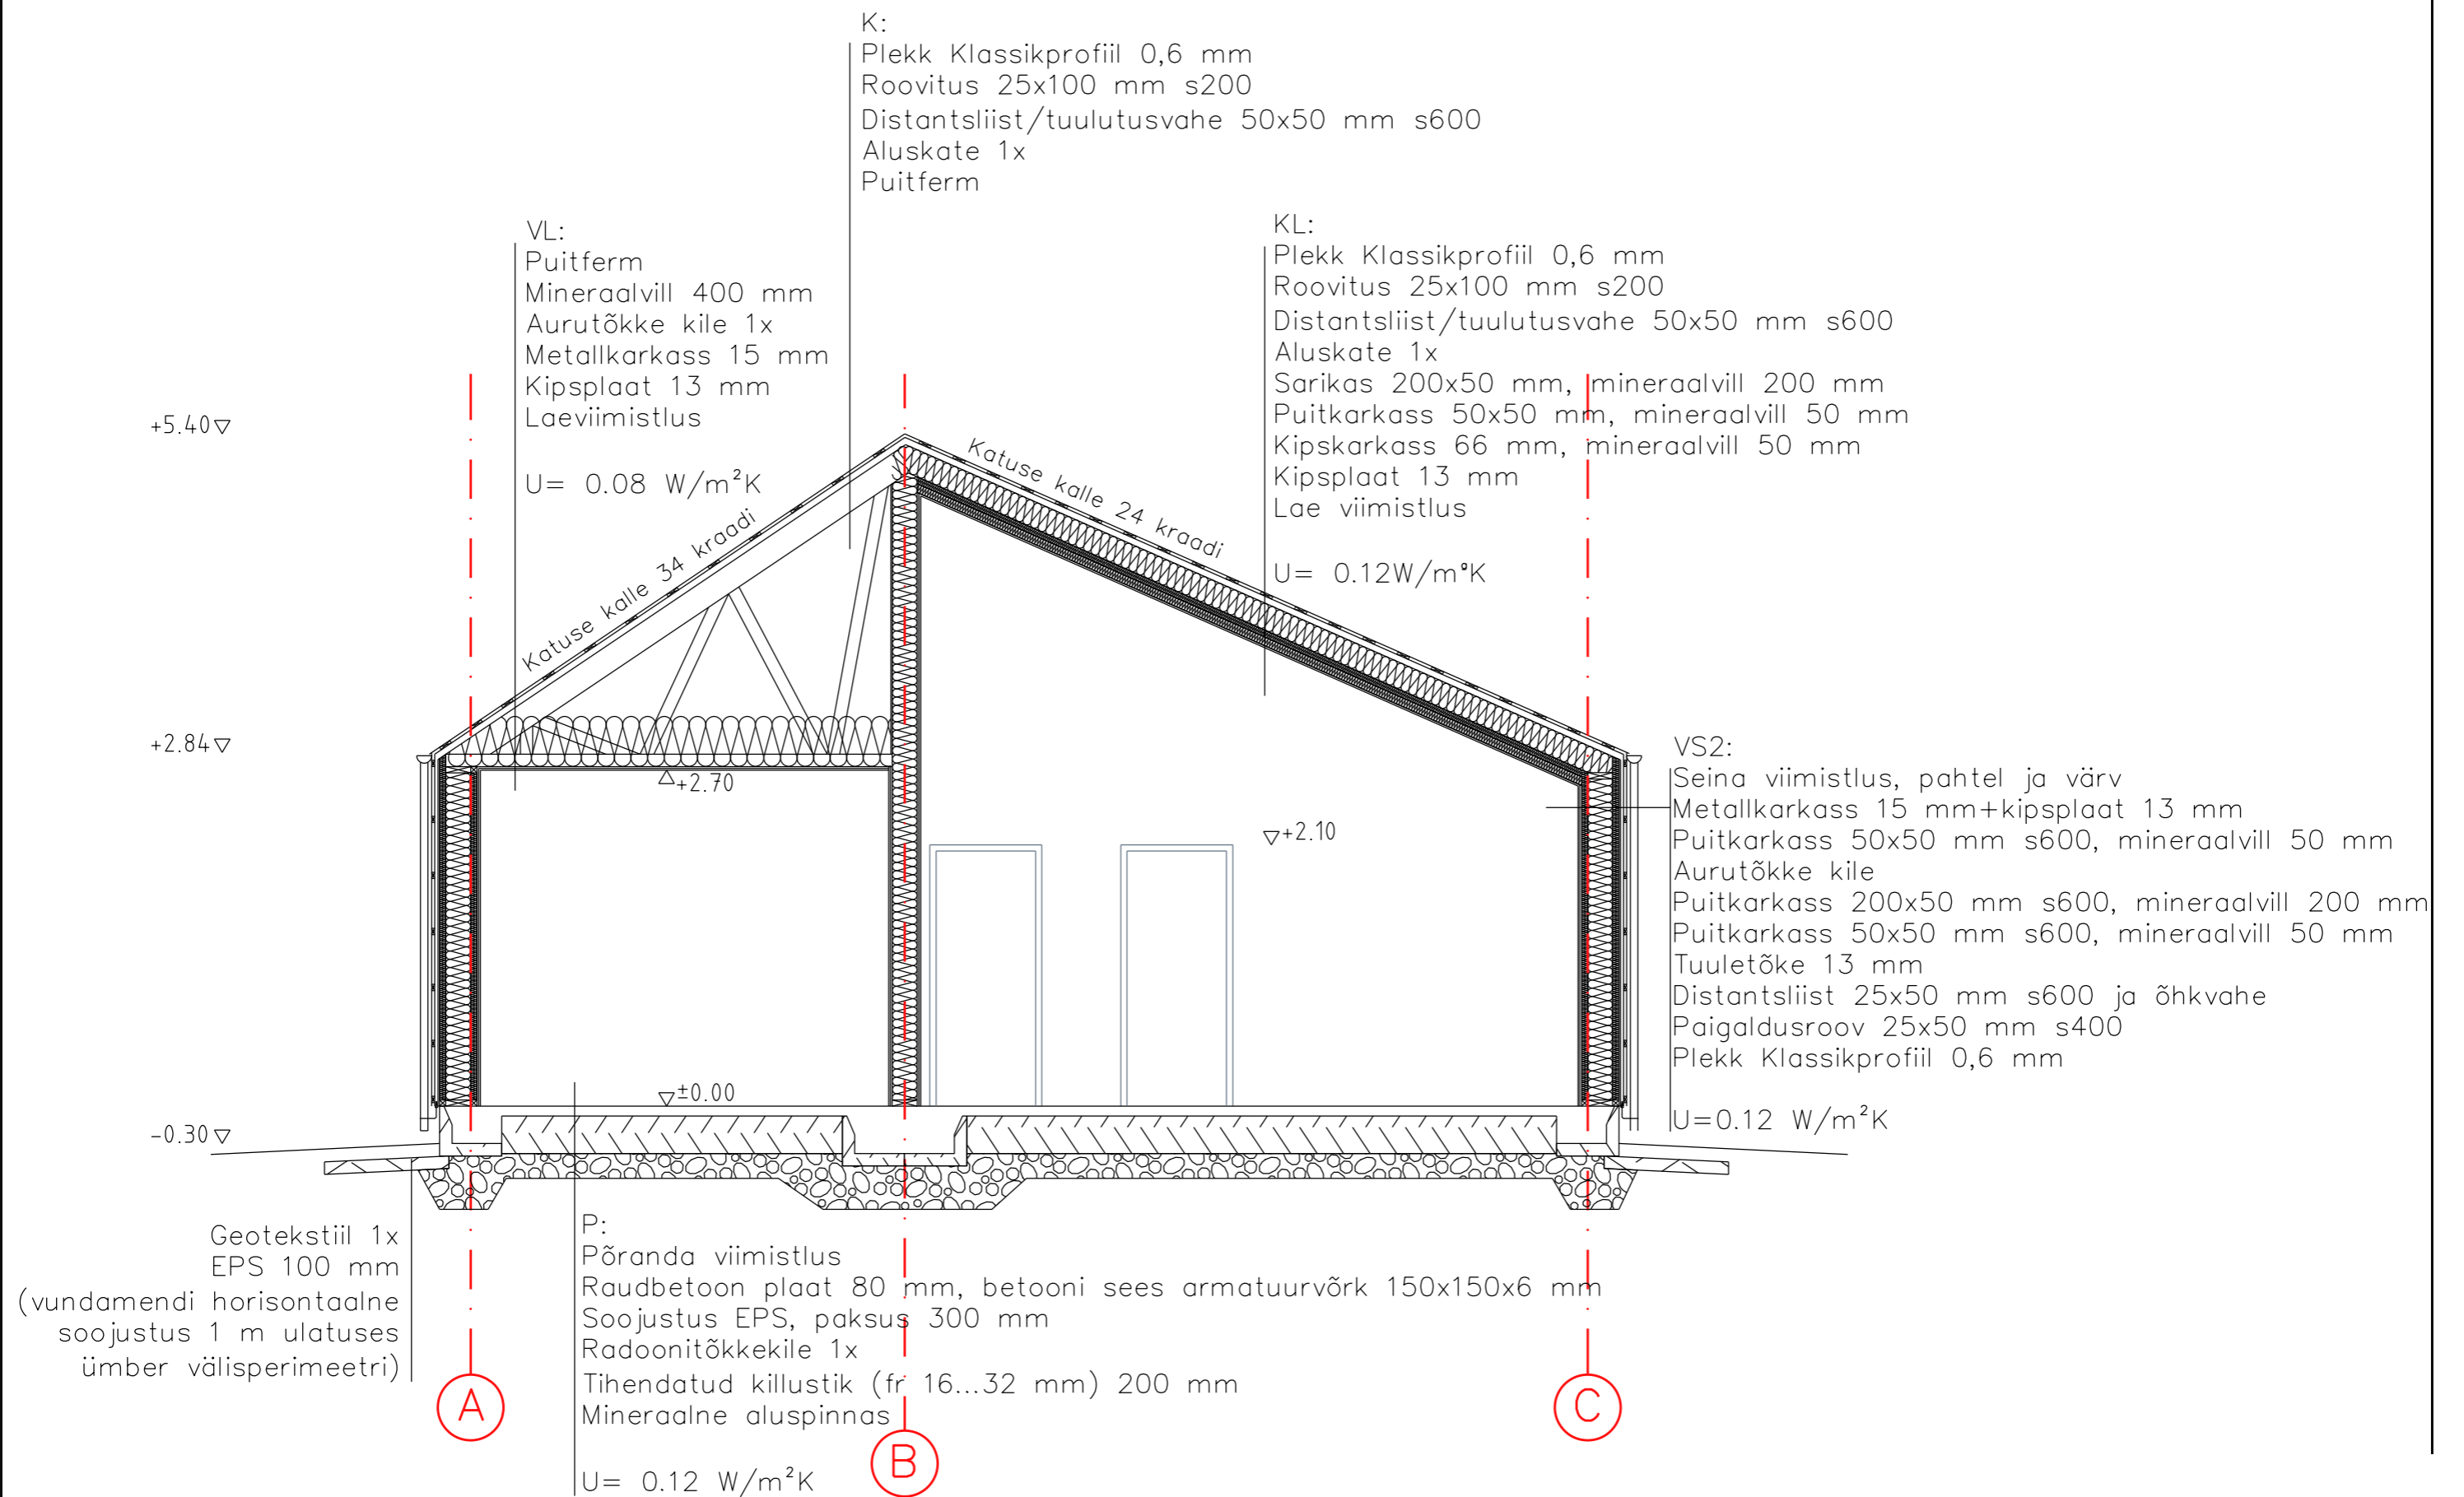 K:
Plekk Klassikprofiil 0,6 mm
Roovitus 25x100 mm s200
Distantsliist/tuulutusvahe 50x50 mm s600
Aluskate 1x
Puitferm
VL:
Puitferm
Mineraalvill 400 mm
Aurutõkke kile 1x
Metallkarkass 15 mm
Kipsplaat 13 mm
Laeviimistlus
U= 0.08 W/m²K
KL:
Plekk Klassikprofiil 0,6 mm
Roovitus 25x100 mm s200
Distantsliist/tuulutusvahe 50x50 mm s600
Aluskate 1x
Sarikas 200x50 mm, mineraalvill 200 mm
Puitkarkass 50x50 mm, mineraalvill 50 mm
Kipskarkass 66 mm, mineraalvill 50 mm
Kipsplaat 13 mm
Lae viimistlus
U= 0.12W/m²K
+5.40
Katuse kalle 34 kraadi
Katuse kalle 24 kraadi
+2.84
+2.70
+2.10
VS2:
Seina viimistlus, pahtel ja värv
Metallkarkass 15 mm+kipsplaat 13 mm
Puitkarkass 50x50 mm s600, mineraalvill 50 mm
Aurutõkke kile
Puitkarkass 200x50 mm s600, mineraalvill 200 mm
Puitkarkass 50x50 mm s600, mineraalvill 50 mm
Tuuletõke 13 mm
Distantsliist 25x50 mm s600 ja õhkvahe
Paigaldusroov 25x50 mm s400
Plekk Klassikprofiil 0,6 mm
U=0.12 W/m²K
±0.00
-0.30
Geotekstiil 1x
EPS 100 mm
(vundamendi horisontaalne
soojustus 1 m ulatuses
ümber välisperimeetri)
P:
Põranda viimistlus
Raudbetoon plaat 80 mm, betooni sees armatuurvõrk 150x150x6 mm
Soojustus EPS, paksus 300 mm
Radoonitõkkekile 1x
Tihendatud killustik (fr 16...32 mm) 200 mm
Mineraalne aluspinnas
U= 0.12 W/m²K
A
B
C